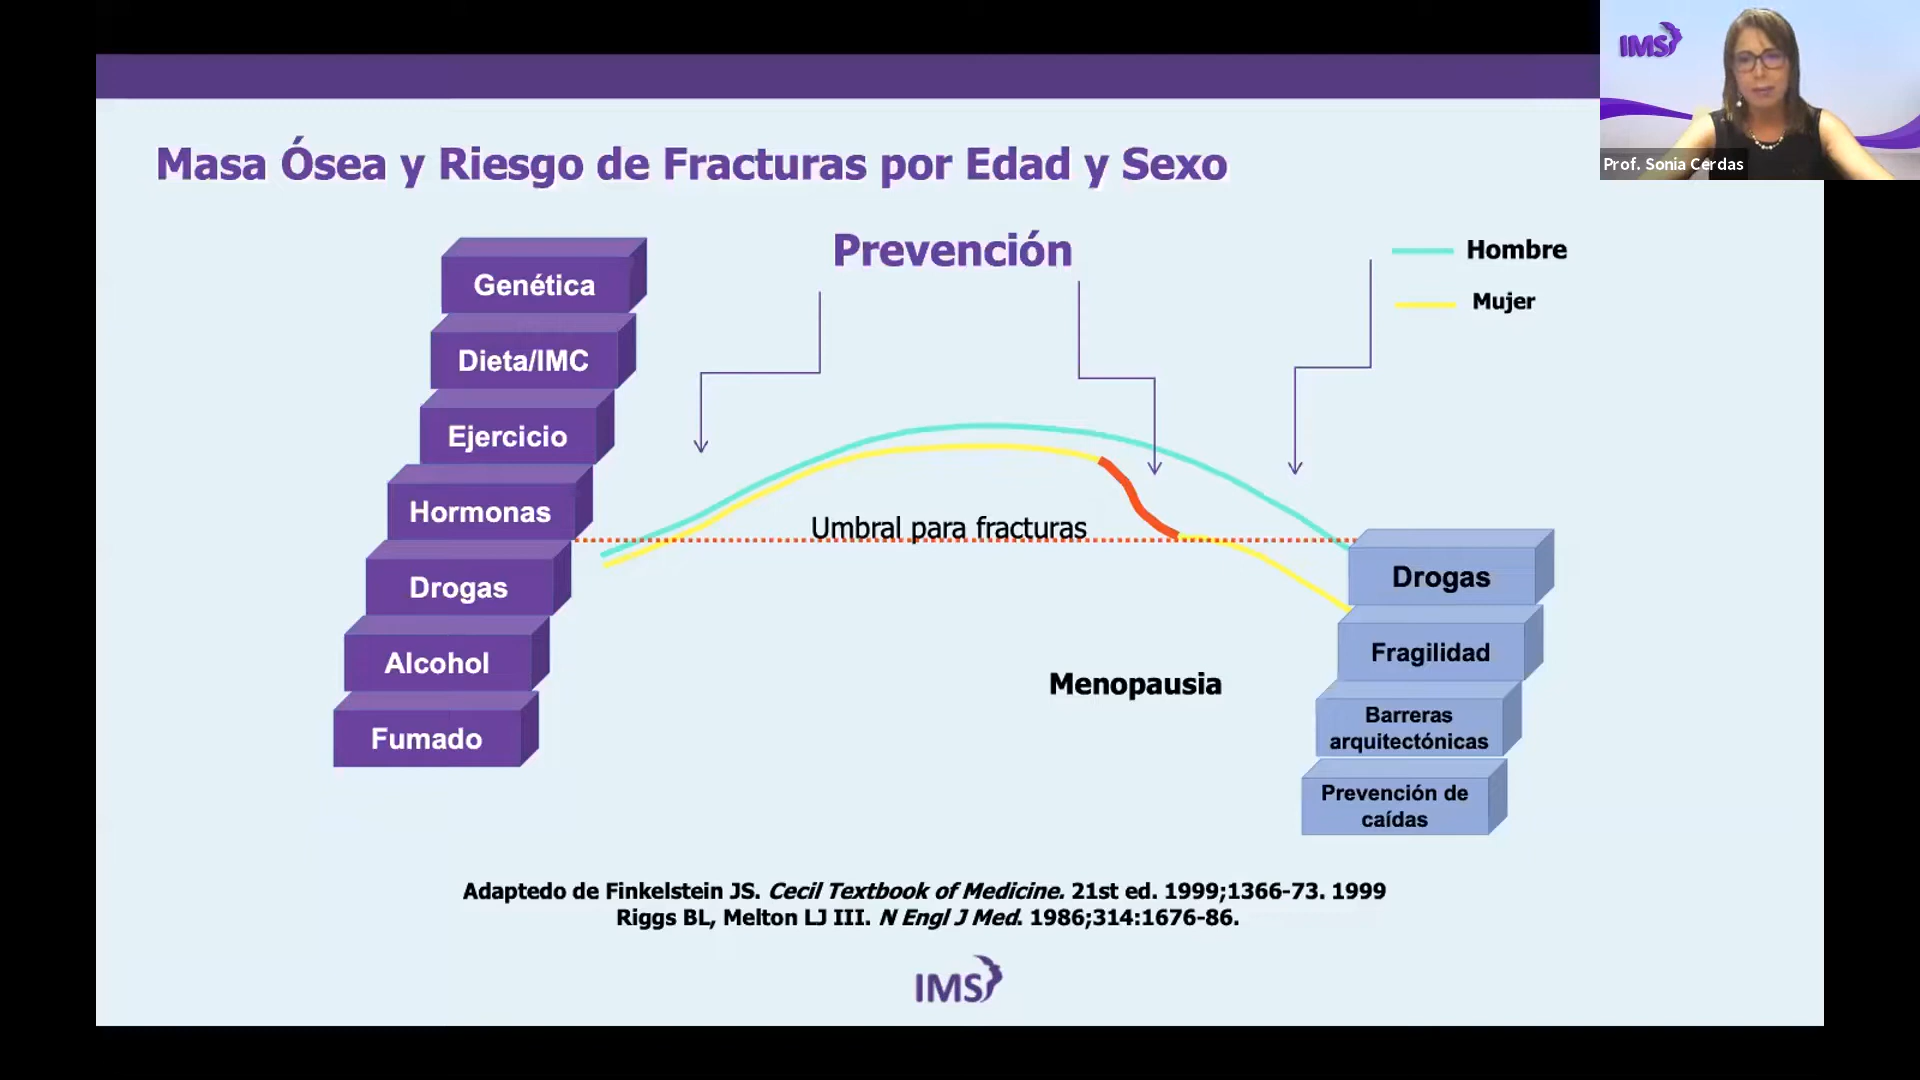 IMS
Prof. Sonia Cerdas
Masa Ósea y Riesgo de Fracturas por Edad y Sexo
Prevención
Hombre
Mujer
Genética
Dieta/IMC
Ejercicio
Hormonas
Drogas
Alcohol
Fumado
Umbral para fracturas
Menopausia
Drogas
Fragilidad
Barreras
arquitectónicas
Prevención de
caídas
Adaptedo de Finkelstein JS. Cecil Textbook of Medicine. 21st ed. 1999;1366-73. 1999
Riggs BL, Melton LJ III. N Engl J Med. 1986;314:1676-86.
IMS